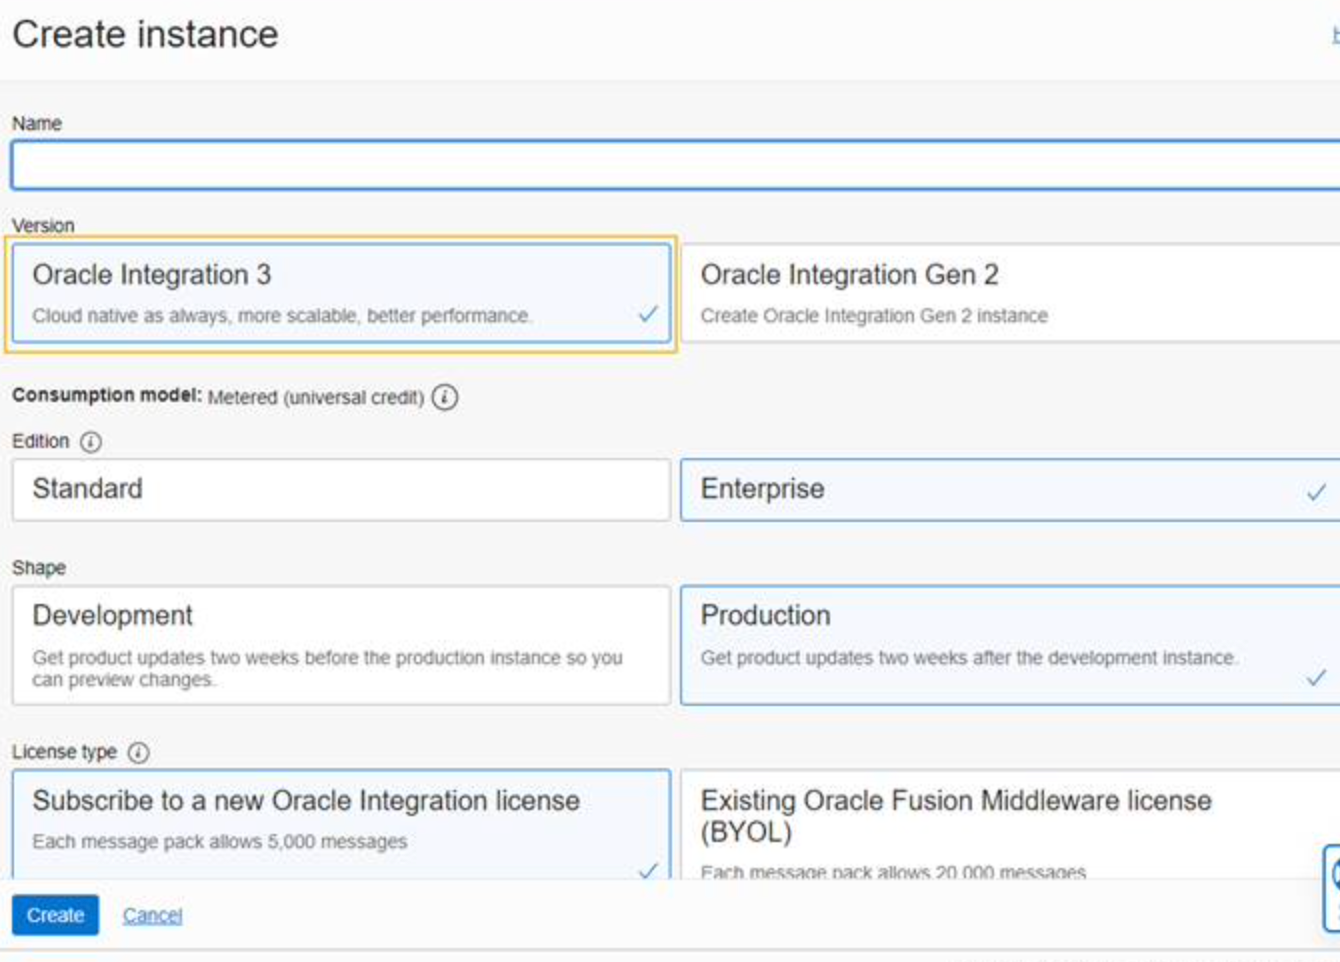 Create instance
Name
Version
Oracle Integration 3
Cloud native as always, more scalable, better performance.
Oracle Integration Gen 2
Create Oracle Integration Gen 2 instance
Consumption model: Metered (universal credit)
Edition
Standard
Enterprise
Shape
Development
Get product updates two weeks before the production instance so you
can preview changes.
Production
Get product updates two weeks after the development instance.
License type
Subscribe to a new Oracle Integration license
Each message pack allows 5,000 messages
Existing Oracle Fusion Middleware license
(BYOL)
Each message pack allows 20,000 messages
Create
Cancel